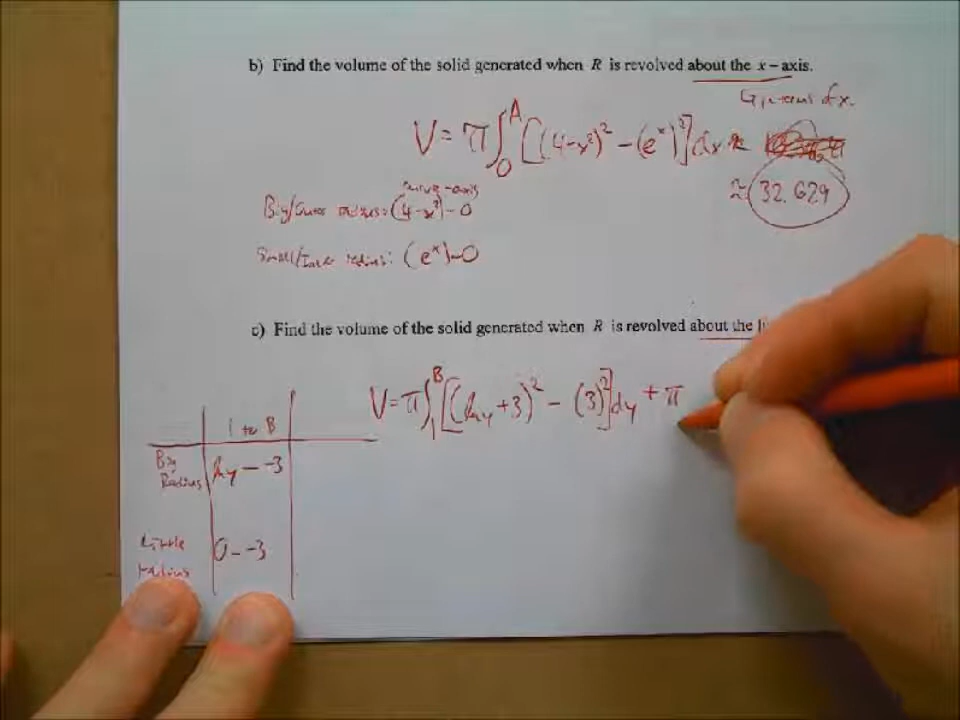 b) Find the volume of the solid generated when R is revolved about the x – axis.
in terms of x.
V = π∫₀ᴬ [(4-x²)² - (eˣ)²] dx ≈
≈ 32.629
curve-axis
Big/Outer radius: (4-x²)-0
Small/Inner radius: (eˣ)-0
c) Find the volume of the solid generated when R is revolved about the
V = π∫₁ᴮ [(ln y + 3)² - (3)²] dy + π
1 to B
Big Radius ln y - -3
Little radius 0 - -3